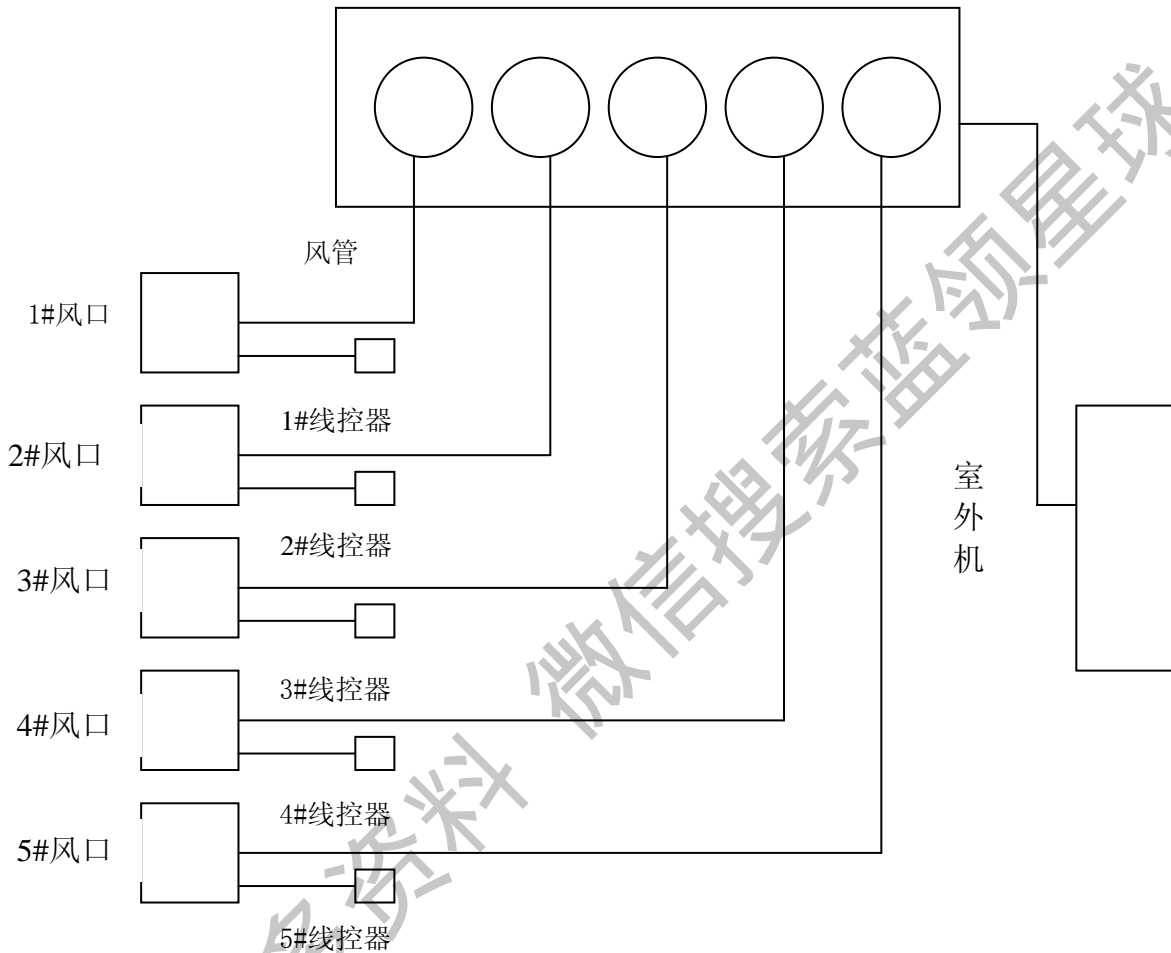 风管
1#风口
1#线控器
2#风口
2#线控器
3#风口
3#线控器
4#风口
4#线控器
5#风口
5#线控器
室
外
机
资料 微信搜索蓝领星球